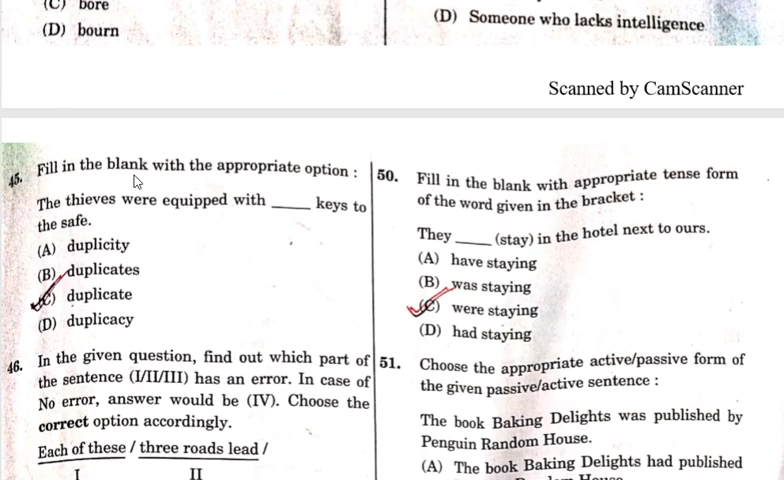 (C) bore
(D) bourn
(D) Someone who lacks intelligence
Scanned by CamScanner
45. Fill in the blank with the appropriate option :
The thieves were equipped with ____ keys to
the safe.
(A) duplicity
(B) duplicates
(C) duplicate
(D) duplicacy
46. In the given question, find out which part of
the sentence (I/II/III) has an error. In case of
No error, answer would be (IV). Choose the
correct option accordingly.
Each of these / three roads lead /
I II
50. Fill in the blank with appropriate tense form
of the word given in the bracket :
They ____ (stay) in the hotel next to ours.
(A) have staying
(B) was staying
(C) were staying
(D) had staying
51. Choose the appropriate active/passive form of
the given passive/active sentence :
The book Baking Delights was published by
Penguin Random House.
(A) The book Baking Delights had published